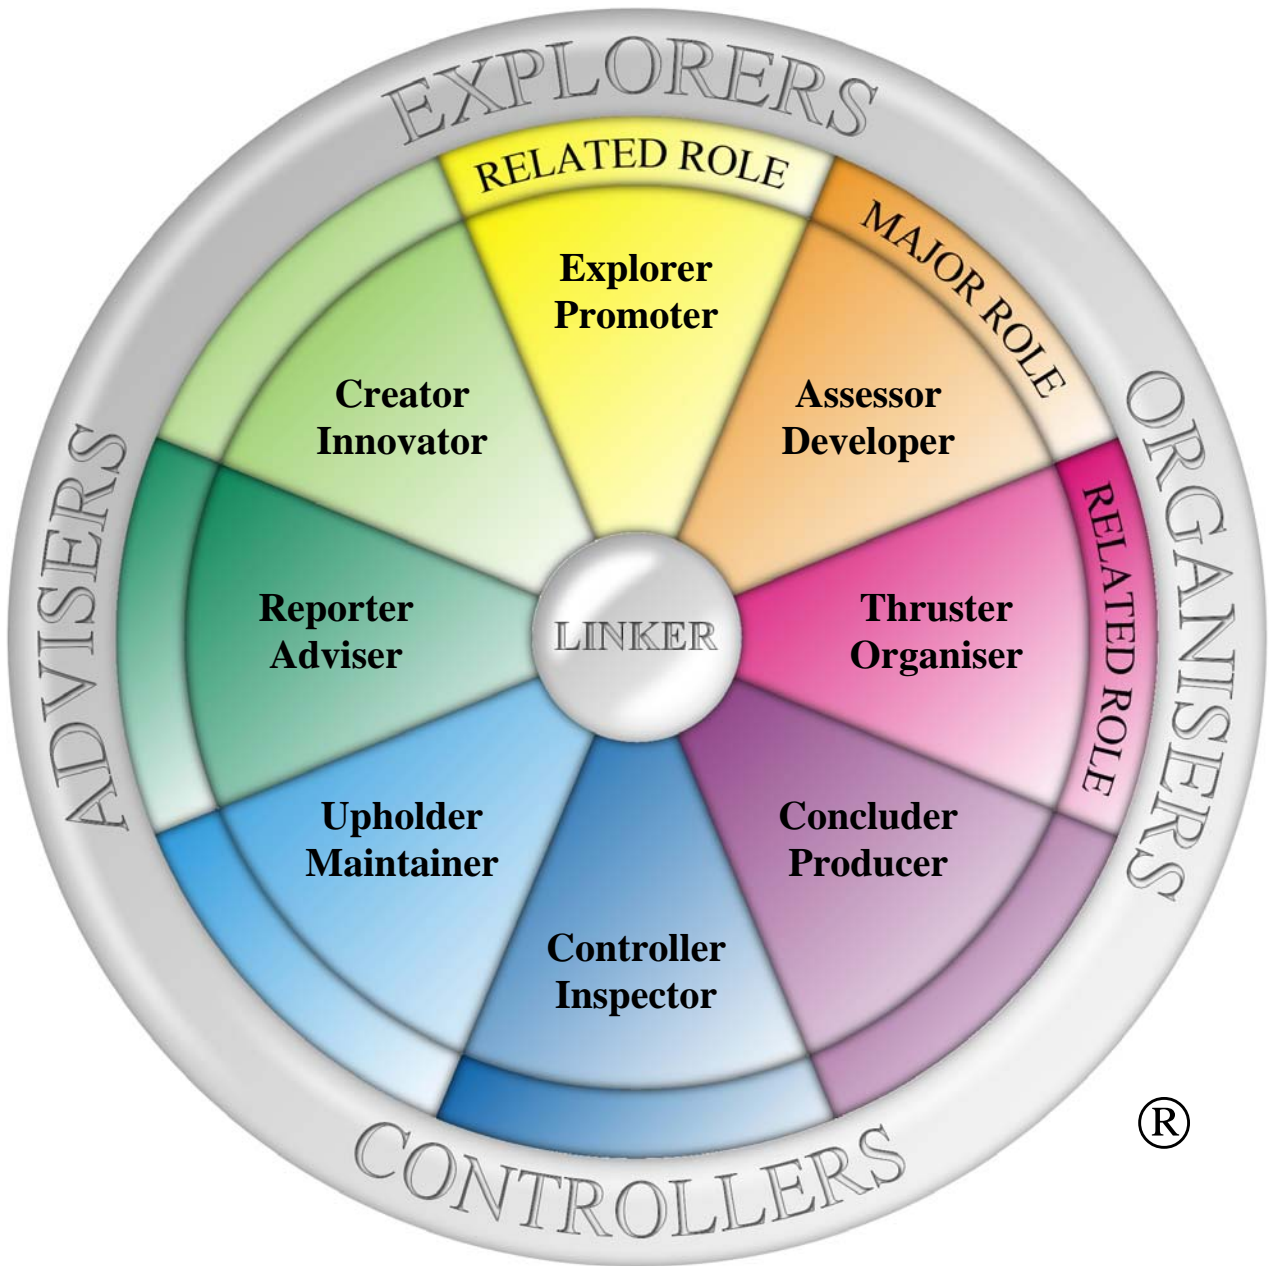 EXPLORERS
RELATED ROLE
MAJOR ROLE
Explorer
Promoter
Creator
Innovator
Assessor
Developer
ORGANISERS
RELATED ROLE
ADVISERS
Reporter
Adviser
LINKER
Thruster
Organiser
Upholder
Maintainer
Concluder
Producer
Controller
Inspector
CONTROLLERS
®